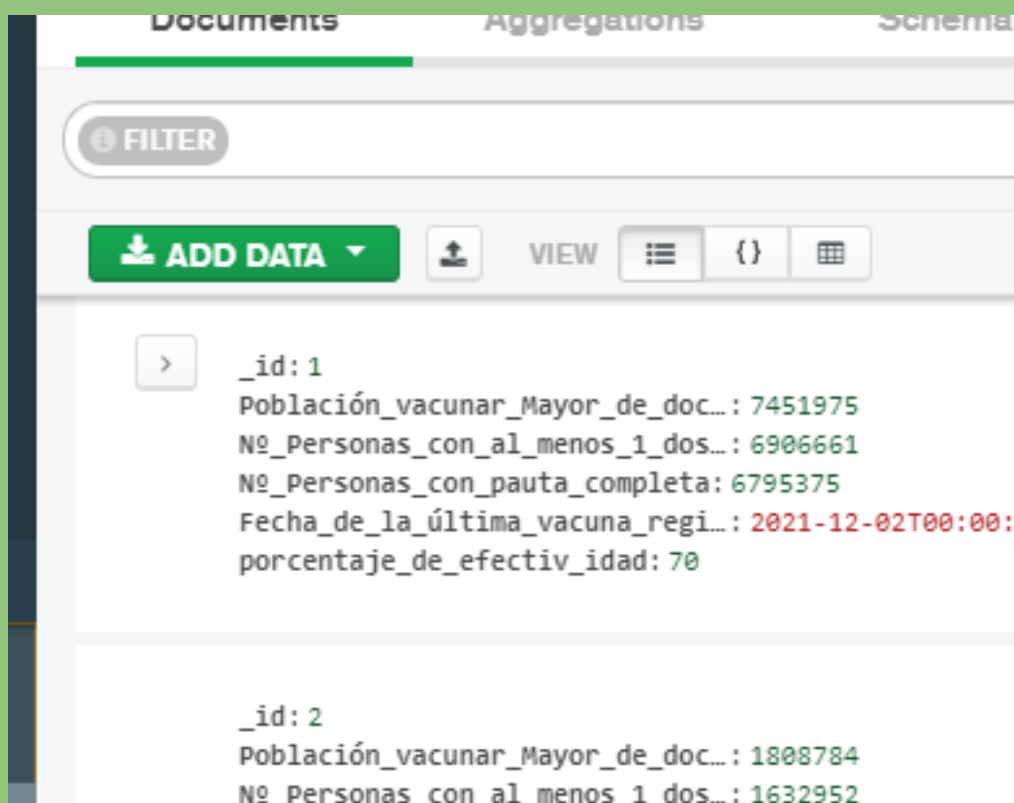 Documents Aggregations Schema
FILTER
ADD DATA VIEW {}
_id: 1
Población_vacunar_Mayor_de_doc…: 7451975
Nº_Personas_con_al_menos_1_dos…: 6906661
Nº_Personas_con_pauta_completa: 6795375
Fecha_de_la_última_vacuna_regi…: 2021-12-02T00:00:
porcentaje_de_efectiv_idad: 70
_id: 2
Población_vacunar_Mayor_de_doc…: 1808784
Nº_Personas_con_al_menos_1_dos…: 1632952